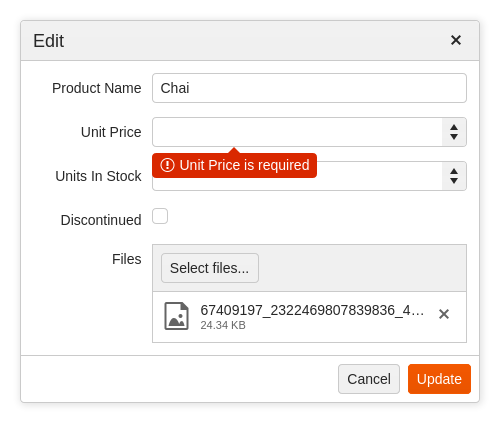 Edit
Product Name
Chai
Unit Price
Unit Price is required
Units In Stock
Discontinued
Files
Select files...
67409197_2322469807839836_4…
24.34 KB
Cancel
Update